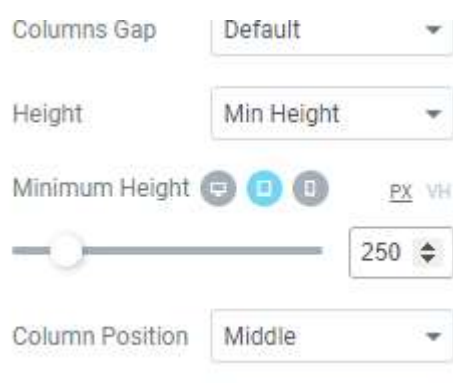 Columns Gap Default
Height Min Height
Minimum Height PX VH
250
Column Position Middle